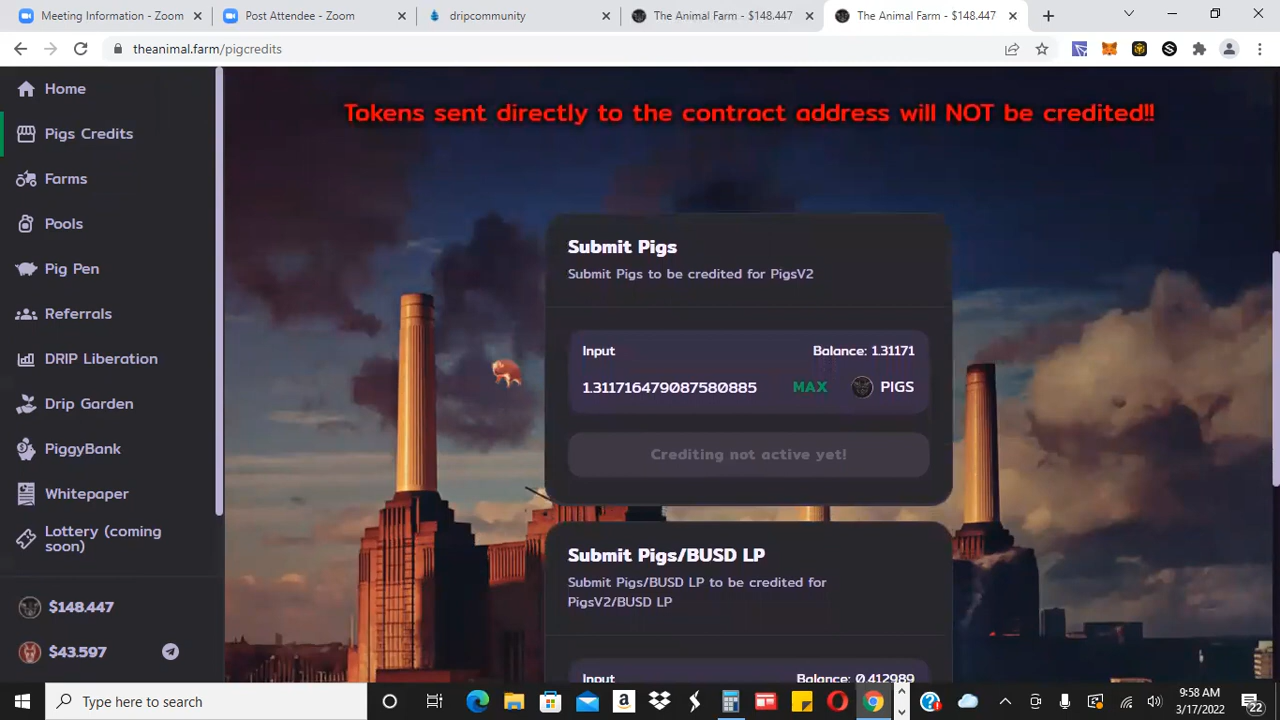 Meeting Information - Zoom
Post Attendee - Zoom
dripcommunity
The Animal Farm - $148.447
The Animal Farm - $148.447
theanimal.farm/pigcredits
Home
Pigs Credits
Farms
Pools
Pig Pen
Referrals
DRIP Liberation
Drip Garden
PiggyBank
Whitepaper
Lottery (coming
soon)
$148.447
$43.597
Tokens sent directly to the contract address will NOT be credited!!
Submit Pigs
Submit Pigs to be credited for PigsV2
Input Balance: 1.31171
1.311716479087580885 MAX PIGS
Crediting not active yet!
Submit Pigs/BUSD LP
Submit Pigs/BUSD LP to be credited for
PigsV2/BUSD LP
Input Balance: 0.412989
Type here to search
9:58 AM
3/17/2022
22